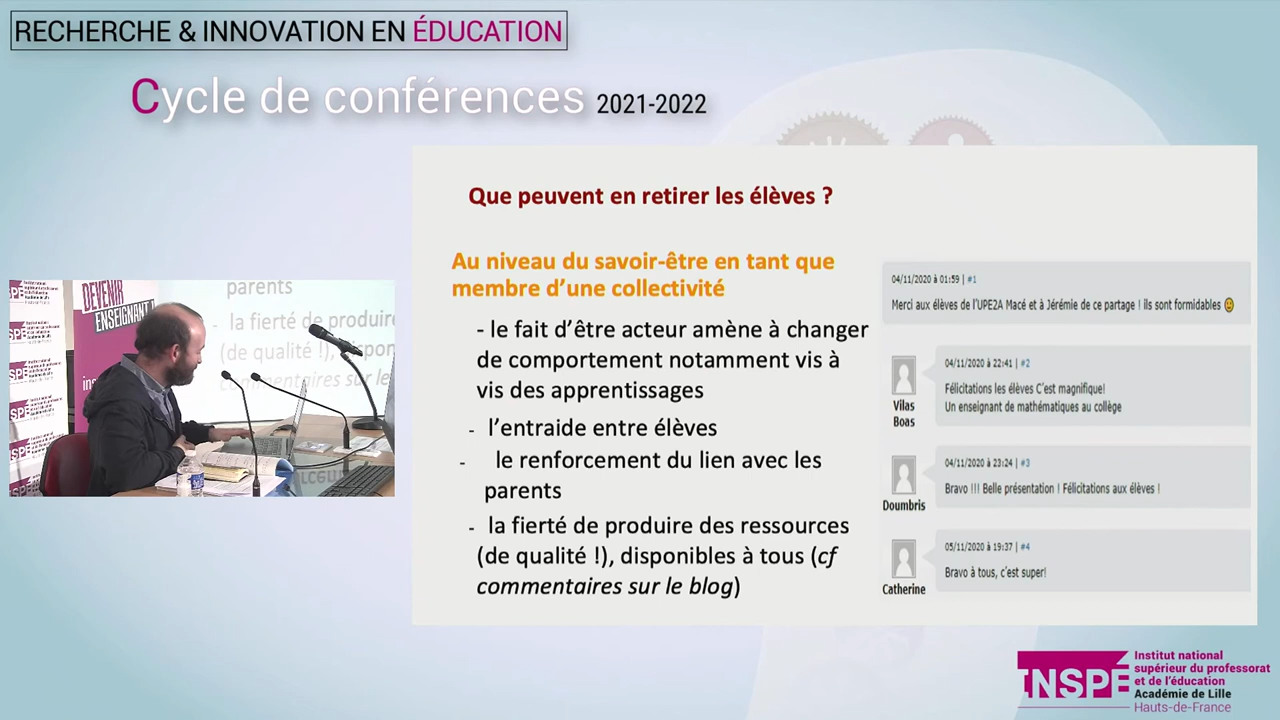 RECHERCHE & INNOVATION EN ÉDUCATION
Cycle de conférences 2021-2022
Que peuvent en retirer les élèves ?
Au niveau du savoir-être en tant que
membre d’une collectivité
- le fait d’être acteur amène à changer
de comportement notamment vis à
vis des apprentissages
- l’entraide entre élèves
- le renforcement du lien avec les
parents
- la fierté de produire des ressources
(de qualité !), disponibles à tous (cf
commentaires sur le blog)
04/11/2020 à 01:59 | #1
Merci aux élèves de l’UPE2A Macé et à Jérémie de ce partage ! ils sont formidables
04/11/2020 à 22:41 | #2
Félicitations les élèves C’est magnifique!
Un enseignant de mathématiques au collège
Vilas
Boas
04/11/2020 à 23:24 | #3
Bravo !!! Belle présentation ! Félicitations aux élèves !
Doumbris
05/11/2020 à 19:37 | #4
Bravo à tous, c’est super!
Catherine
DEVENIR
ENSEIGNANT !
parents
- la fierté de produire
(de qualité !), dispon
commentaires sur le
INSPÉ
Institut national
supérieur du professorat
et de l’éducation
Académie de Lille
Hauts-de-France